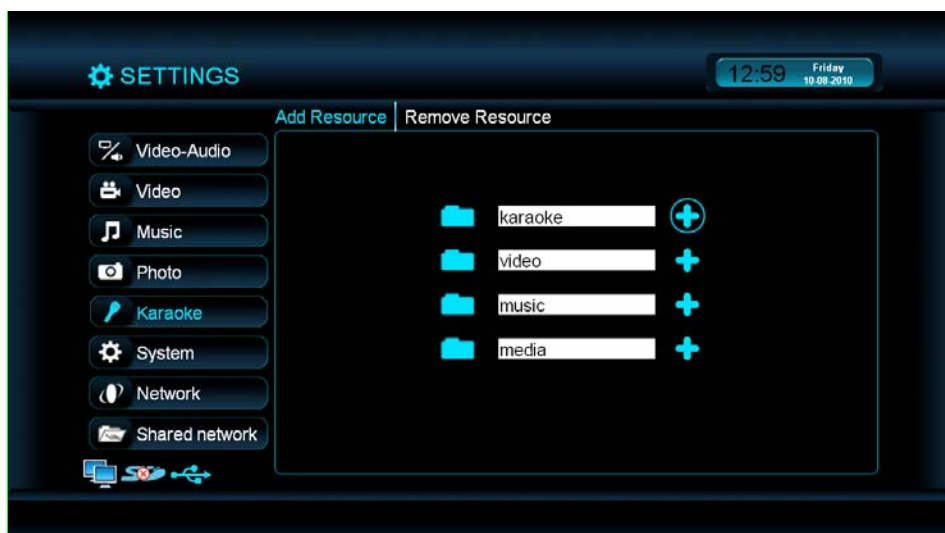 SETTINGS
12:59
Friday
10-08-2010
Add Resource
Remove Resource
Video-Audio
Video
Music
Photo
Karaoke
System
Network
Shared network
karaoke
video
music
media